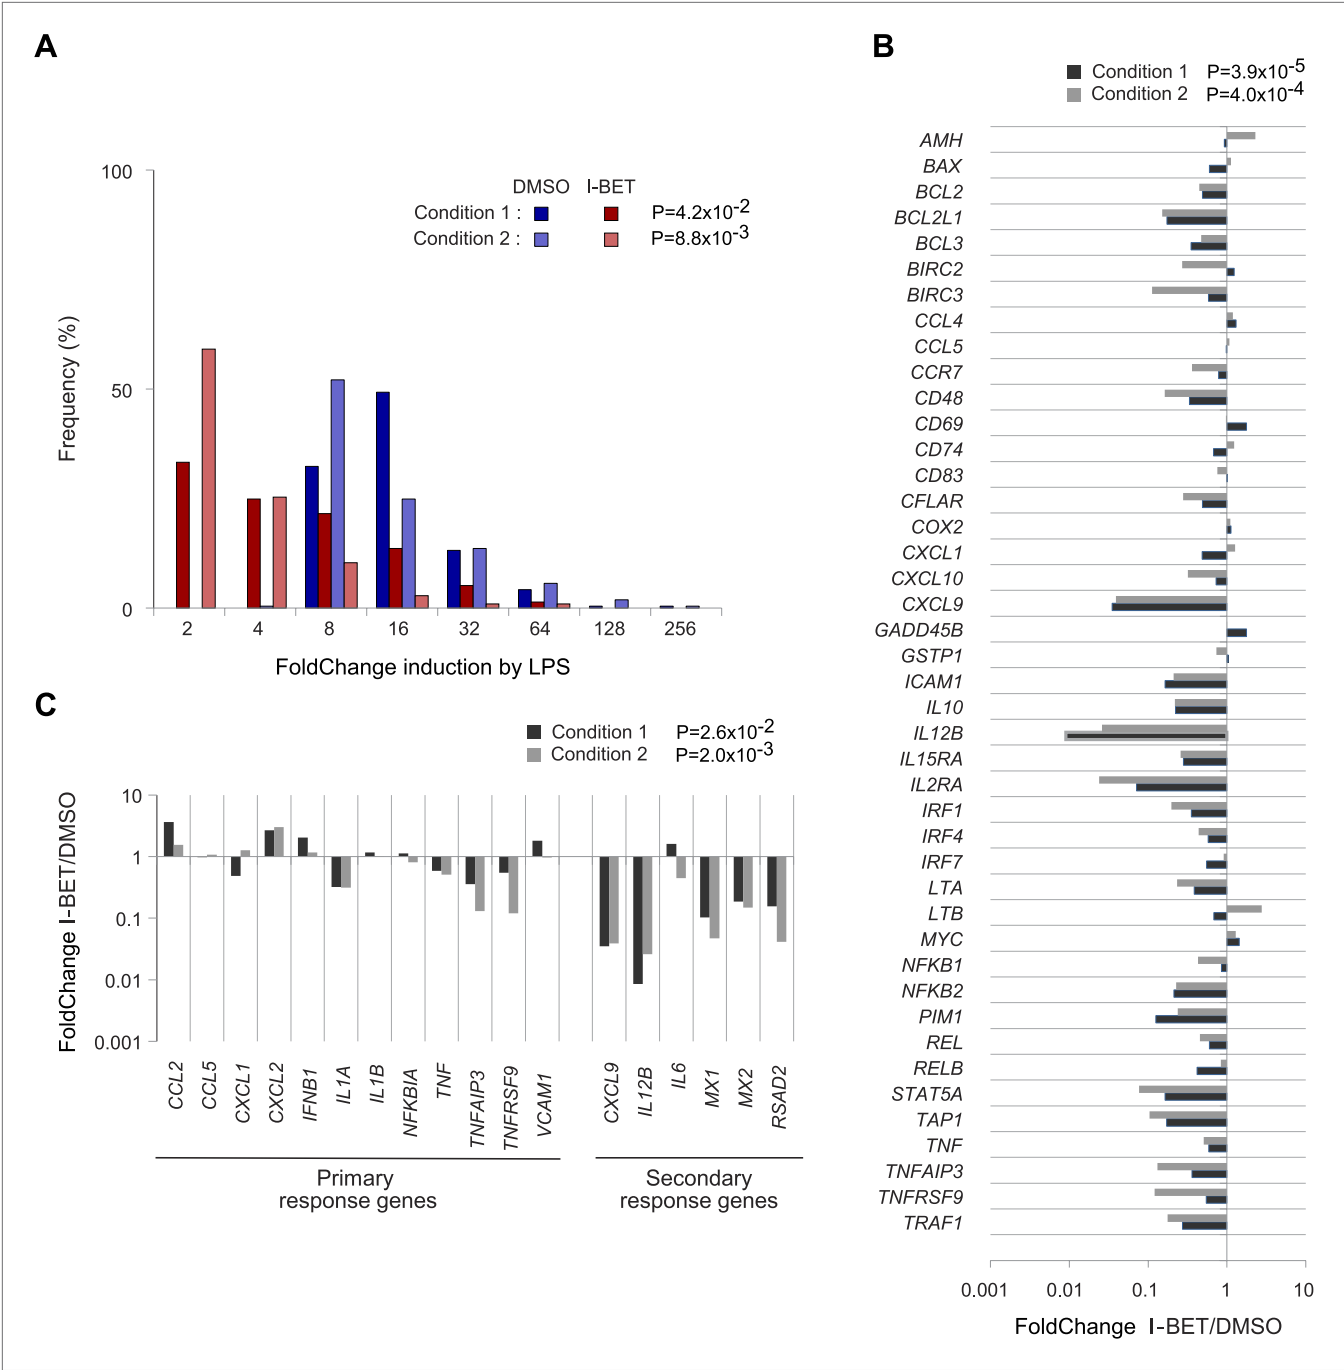 A
DMSO I-BET
Condition 1 : P=4.2x10-2
Condition 2 : P=8.8x10-3
100
50
0
Frequency (%)
2 4 8 16 32 64 128 256
FoldChange induction by LPS
B
Condition 1 P=3.9x10-5
Condition 2 P=4.0x10-4
AMH
BAX
BCL2
BCL2L1
BCL3
BIRC2
BIRC3
CCL4
CCL5
CCR7
CD48
CD69
CD74
CD83
CFLAR
COX2
CXCL1
CXCL10
CXCL9
GADD45B
GSTP1
ICAM1
IL10
IL12B
IL15RA
IL2RA
IRF1
IRF4
IRF7
LTA
LTB
MYC
NFKB1
NFKB2
PIM1
REL
RELB
STAT5A
TAP1
TNF
TNFAIP3
TNFRSF9
TRAF1
0.001 0.01 0.1 1 10
FoldChange I-BET/DMSO
C
Condition 1 P=2.6x10-2
Condition 2 P=2.0x10-3
10
1
0.1
0.01
0.001
FoldChange I-BET/DMSO
CCL2
CCL5
CXCL1
CXCL2
IFNB1
IL1A
IL1B
NFKBIA
TNF
TNFAIP3
TNFRSF9
VCAM1
CXCL9
IL12B
IL6
MX1
MX2
RSAD2
Primary
response genes
Secondary
response genes